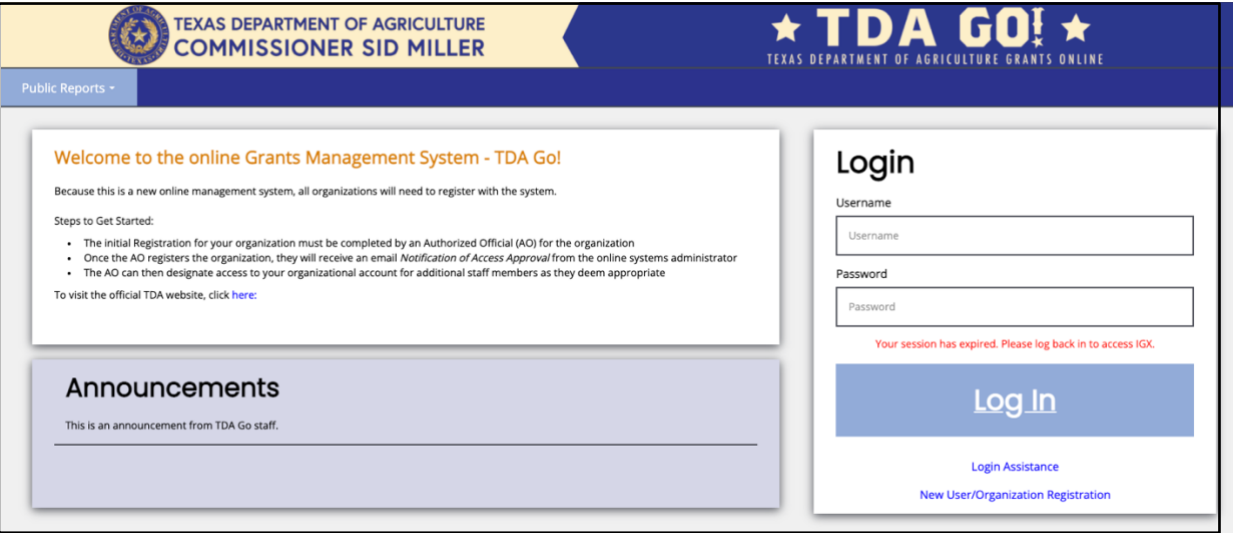 TEXAS DEPARTMENT OF AGRICULTURE
COMMISSIONER SID MILLER
TDA GO!
TEXAS DEPARTMENT OF AGRICULTURE GRANTS ONLINE
Public Reports
Welcome to the online Grants Management System - TDA Go!
Because this is a new online management system, all organizations will need to register with the system.
Steps to Get Started:
• The initial Registration for your organization must be completed by an Authorized Official (AO) for the organization
• Once the AO registers the organization, they will receive an email Notification of Access Approval from the online systems administrator
• The AO can then designate access to your organizational account for additional staff members as they deem appropriate
To visit the official TDA website, click here:
Announcements
This is an announcement from TDA Go staff.
Login
Username
Username
Password
Password
Your session has expired. Please log back in to access IGX.
Log In
Login Assistance
New User/Organization Registration